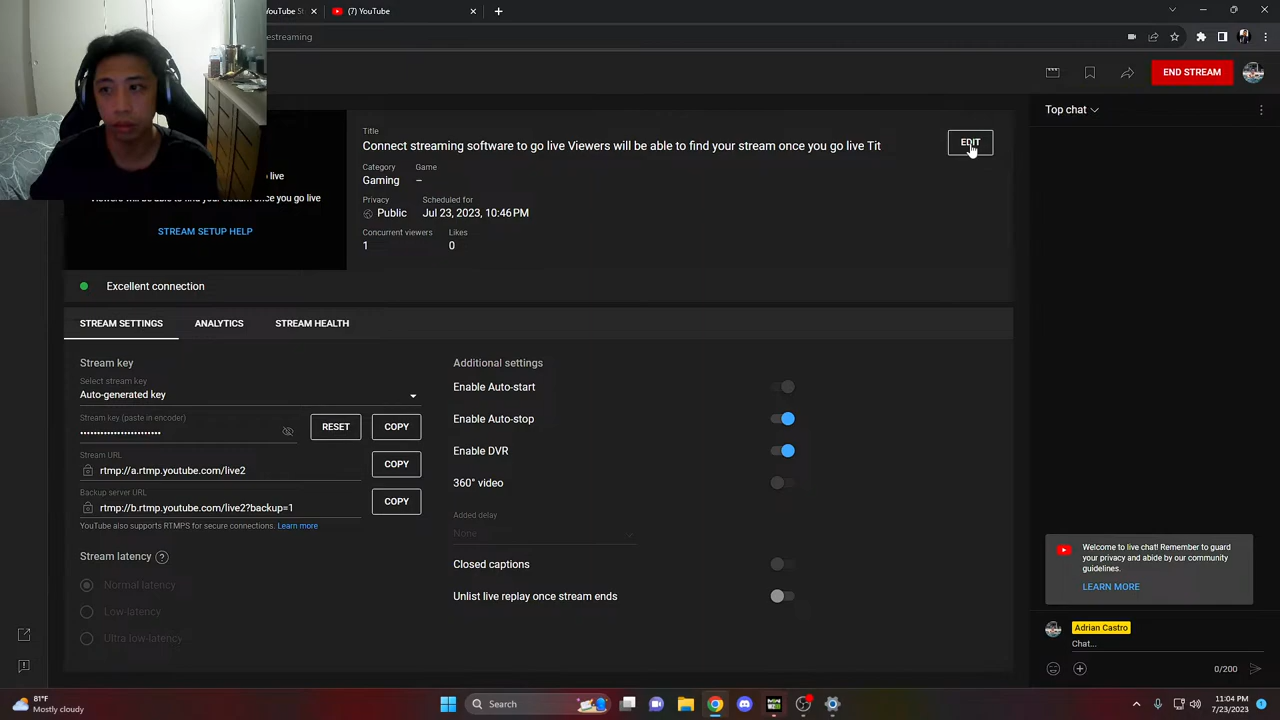 YouTube St
(7) YouTube
estreaming
END STREAM
Top chat
Title
Connect streaming software to go live Viewers will be able to find your stream once you go live Tit
EDIT
Category
Game
Gaming
–
Privacy
Scheduled for
Public
Jul 23, 2023, 10:46 PM
Concurrent viewers
Likes
1
0
live
viewers will be able to find your stream once you go live
STREAM SETUP HELP
Excellent connection
STREAM SETTINGS
ANALYTICS
STREAM HEALTH
Stream key
Select stream key
Auto-generated key
Stream key (paste in encoder)
••••••••••••••••••••••••
RESET
COPY
Stream URL
rtmp://a.rtmp.youtube.com/live2
COPY
Backup server URL
rtmp://b.rtmp.youtube.com/live2?backup=1
COPY
YouTube also supports RTMPS for secure connections. Learn more
Stream latency
Normal latency
Low-latency
Ultra low-latency
Additional settings
Enable Auto-start
Enable Auto-stop
Enable DVR
360° video
Added delay
None
Closed captions
Unlist live replay once stream ends
Welcome to live chat! Remember to guard
your privacy and abide by our community
guidelines.
LEARN MORE
Adrian Castro
Chat...
0/200
81°F
Mostly cloudy
Search
11:04 PM
7/23/2023